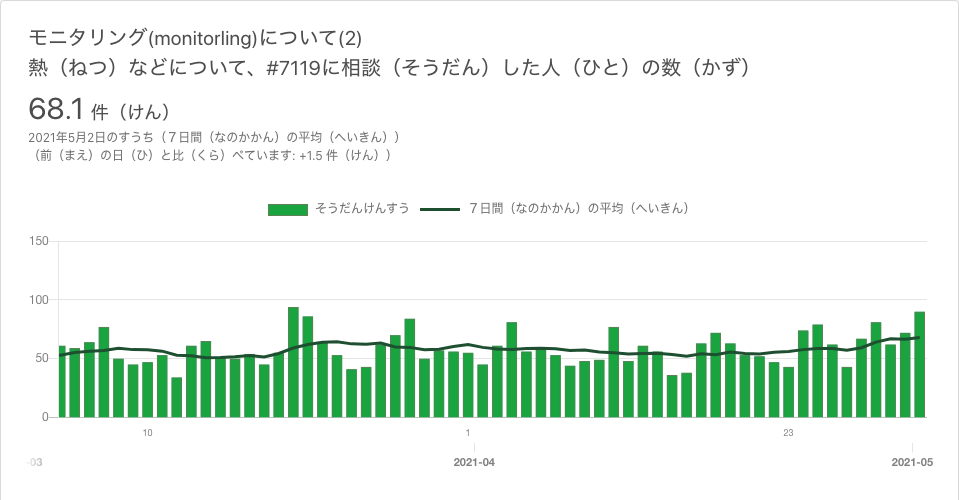 モニタリング(monitorling)について(2)
熱（ねつ）などについて、#7119に相談（そうだん）した人（ひと）の数（かず）
68.1 件（けん）
2021年5月2日のすうち（７日間（なのかかん）の平均（へいきん））
（前（まえ）の日（ひ）と比（くら）べています: +1.5 件（けん））
そうだんけんすう ７日間（なのかかん）の平均（へいきん）
150
100
50
0
10 1 23
-03 2021-04 2021-05